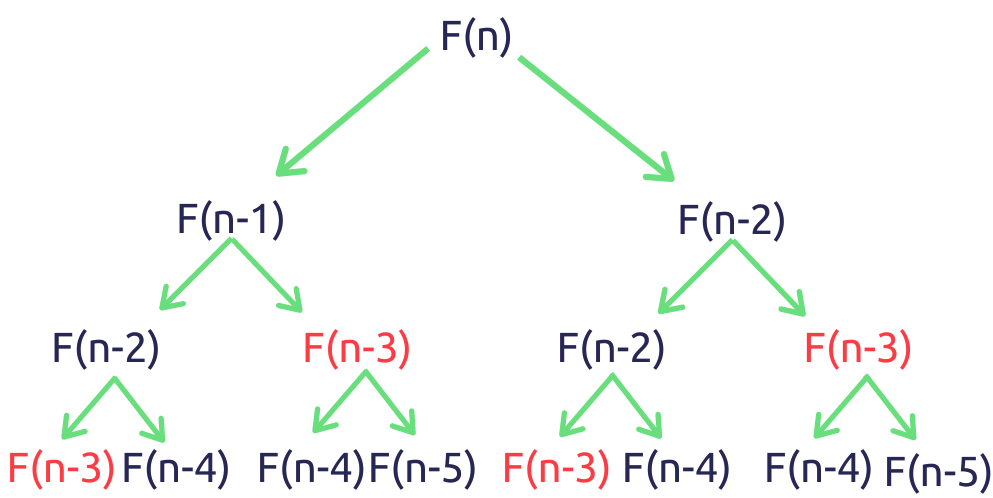 F(n)
F(n-1) F(n-2)
F(n-2) F(n-3) F(n-2) F(n-3)
F(n-3) F(n-4) F(n-4) F(n-5) F(n-3) F(n-4) F(n-4) F(n-5)